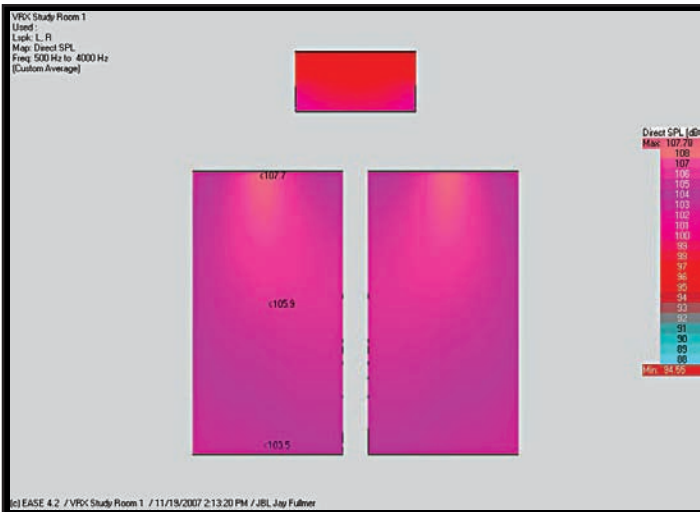 VRX Study Room 1
Used :
Lspk: L, R
Map: Direct SPL
Freq: 500 Hz to 4000 Hz
[Custom Average]
Direct SPL [dB]
Max: 107.78
108
107
106
105
104
103
102
101
100
99
98
97
96
95
94
93
92
91
90
89
88
Min: 94.55
<107.7
<105.9
<103.5
(c) EASE 4.2 / VRX Study Room 1 / 11/19/2007 2:13:20 PM / JBL Jay Fullmer